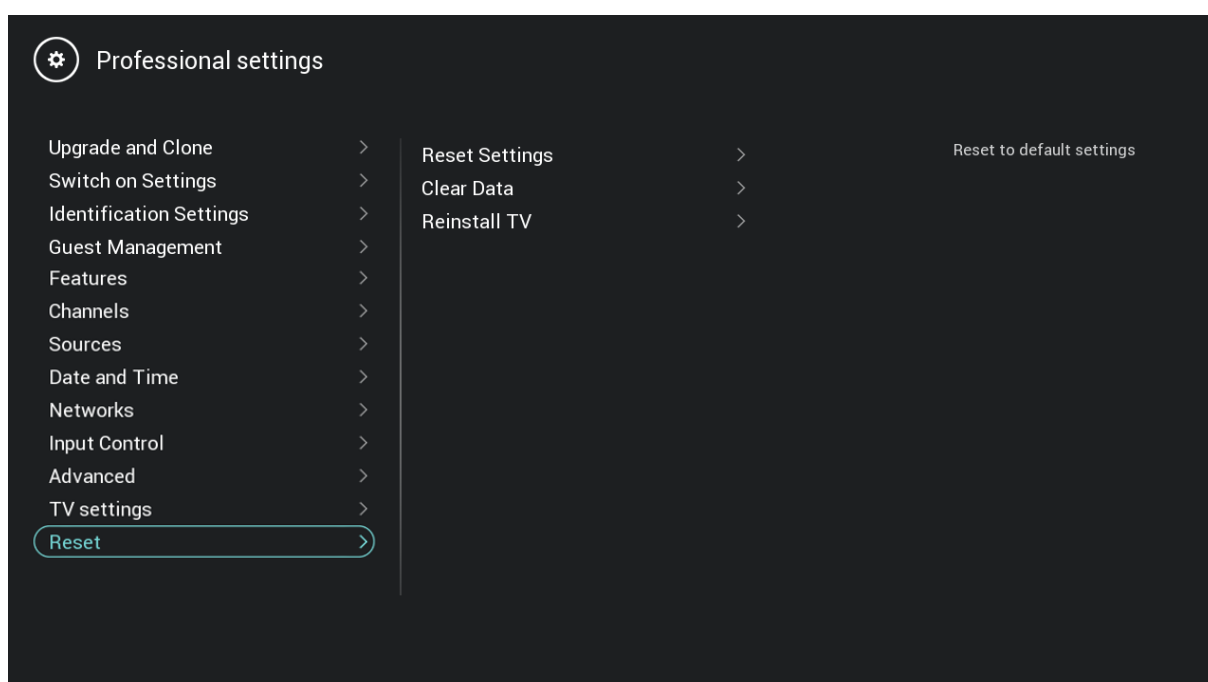 Professional settings
Upgrade and Clone
Switch on Settings
Identification Settings
Guest Management
Features
Channels
Sources
Date and Time
Networks
Input Control
Advanced
TV settings
Reset
Reset Settings
Clear Data
Reinstall TV
Reset to default settings